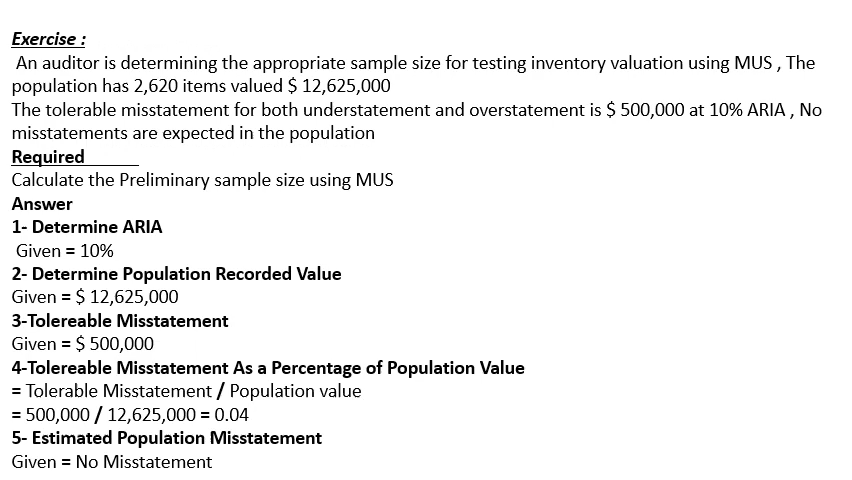 Exercise :
An auditor is determining the appropriate sample size for testing inventory valuation using MUS , The
population has 2,620 items valued $ 12,625,000
The tolerable misstatement for both understatement and overstatement is $ 500,000 at 10% ARIA , No
misstatements are expected in the population
Required
Calculate the Preliminary sample size using MUS
Answer
1- Determine ARIA
Given = 10%
2- Determine Population Recorded Value
Given = $ 12,625,000
3-Tolereable Misstatement
Given = $ 500,000
4-Tolereable Misstatement As a Percentage of Population Value
= Tolerable Misstatement / Population value
= 500,000 / 12,625,000 = 0.04
5- Estimated Population Misstatement
Given = No Misstatement